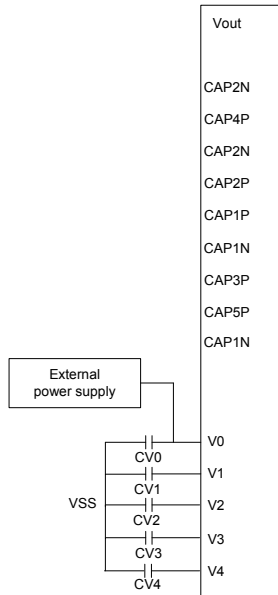 Vout
CAP2N
CAP4P
CAP2N
CAP2P
CAP1P
CAP1N
CAP3P
CAP5P
CAP1N
External
power supply
V0
CV0
V1
CV1
VSS
V2
CV2
V3
CV3
V4
CV4